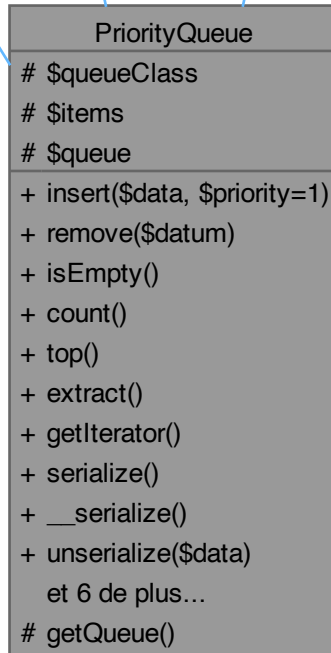 PriorityQueue
# $queueClass
# $items
# $queue
+ insert($data, $priority=1)
+ remove($datum)
+ isEmpty()
+ count()
+ top()
+ extract()
+ getIterator()
+ serialize()
+ __serialize()
+ unserialize($data)
et 6 de plus...
# getQueue()